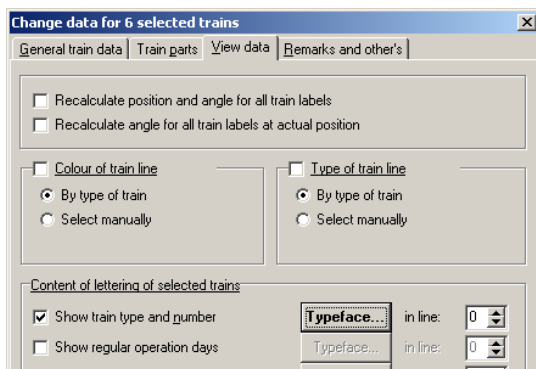 Change data for 6 selected trains
General train data Train parts View data Remarks and other's
Recalculate position and angle for all train labels
Recalculate angle for all train labels at actual position
Colour of train line Type of train line
By type of train By type of train
Select manually Select manually
Content of lettering of selected trains
Show train type and number Typeface... in line: 0
Show regular operation days Typeface... in line: 0